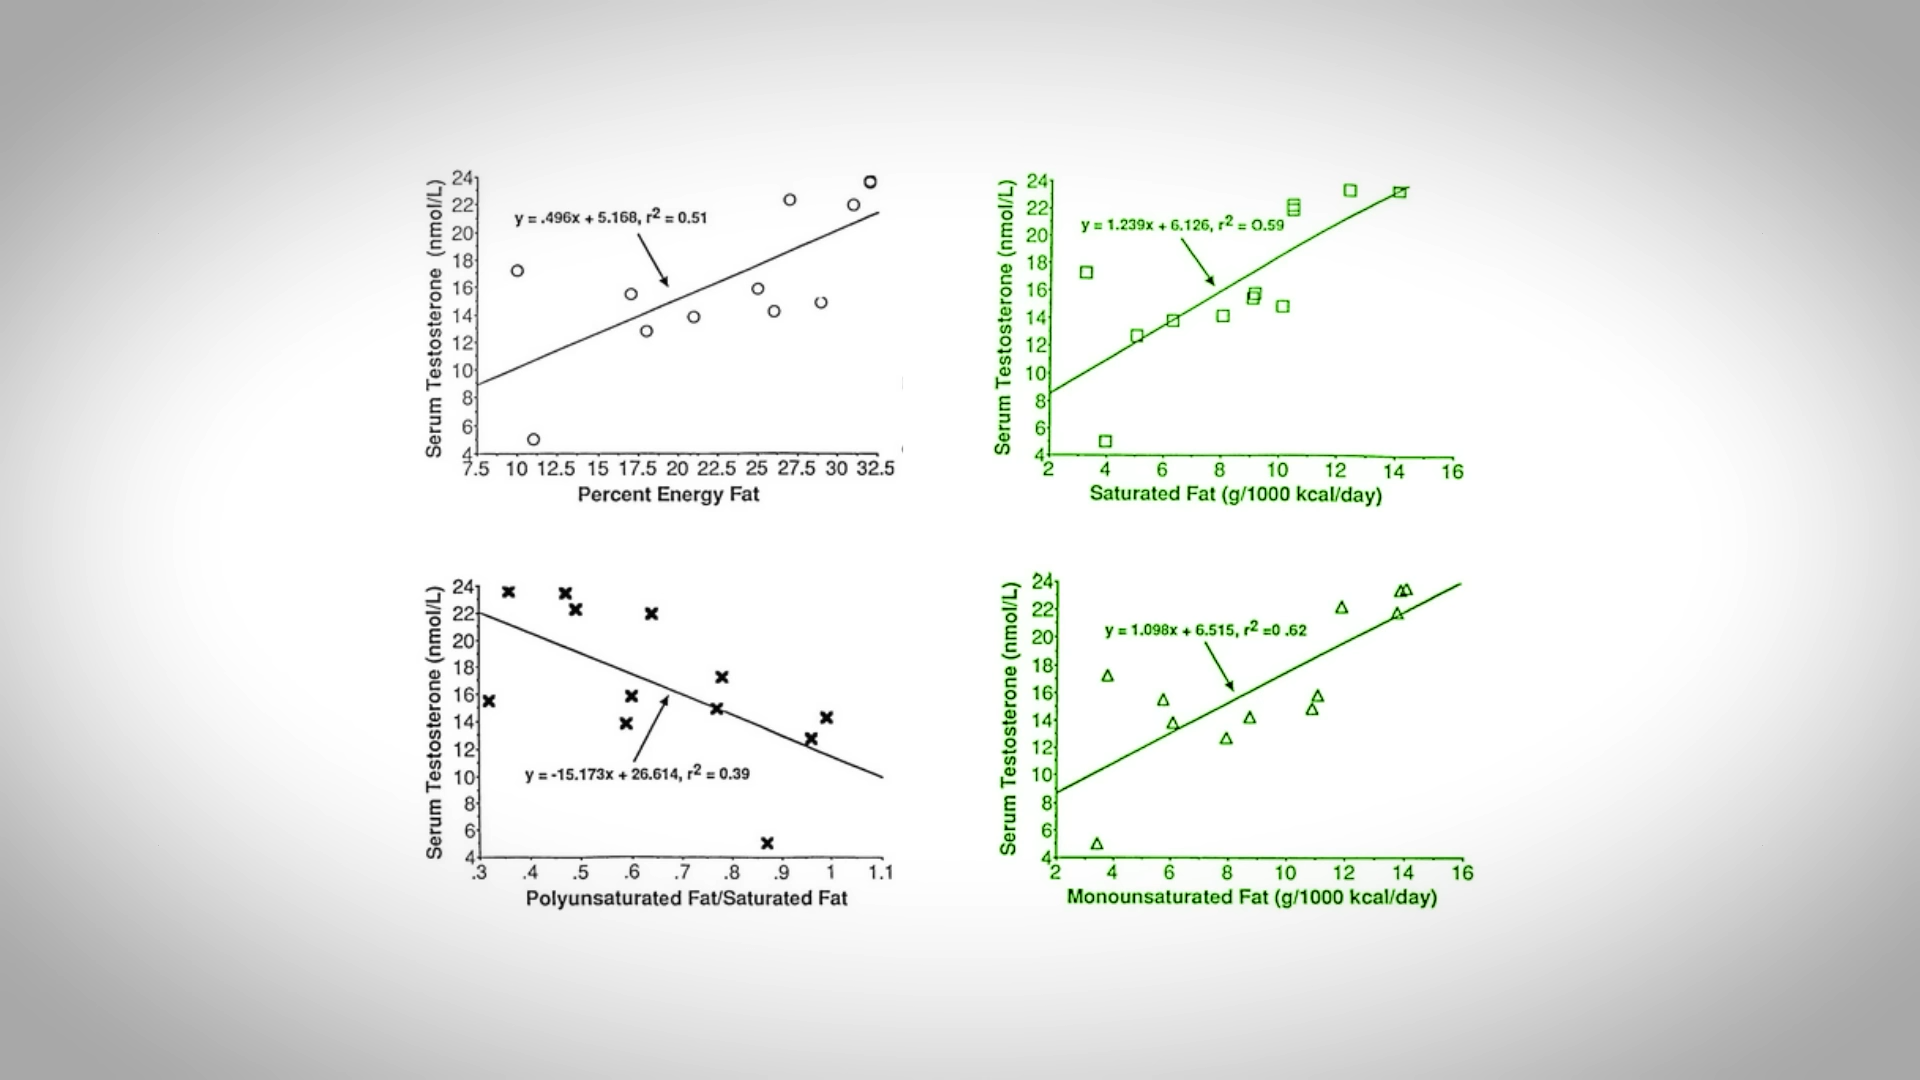 Serum Testosterone (nmol/L)
24
22
20
18
16
14
12
10
8
6
4
y = .496x + 5.168, r² = 0.51
7.5 10 12.5 15 17.5 20 22.5 25 27.5 30 32.5
Percent Energy Fat
Serum Testosterone (nmol/L)
24
22
20
18
16
14
12
10
8
6
4
y = 1.239x + 6.126, r² = 0.59
2 4 6 8 10 12 14 16
Saturated Fat (g/1000 kcal/day)
Serum Testosterone (nmol/L)
24
22
20
18
16
14
12
10
8
6
4
y = -15.173x + 26.614, r² = 0.39
.3 .4 .5 .6 .7 .8 .9 1 1.1
Polyunsaturated Fat/Saturated Fat
Serum Testosterone (nmol/L)
24
22
20
18
16
14
12
10
8
6
4
y = 1.098x + 6.515, r² =0 .62
2 4 6 8 10 12 14 16
Monounsaturated Fat (g/1000 kcal/day)